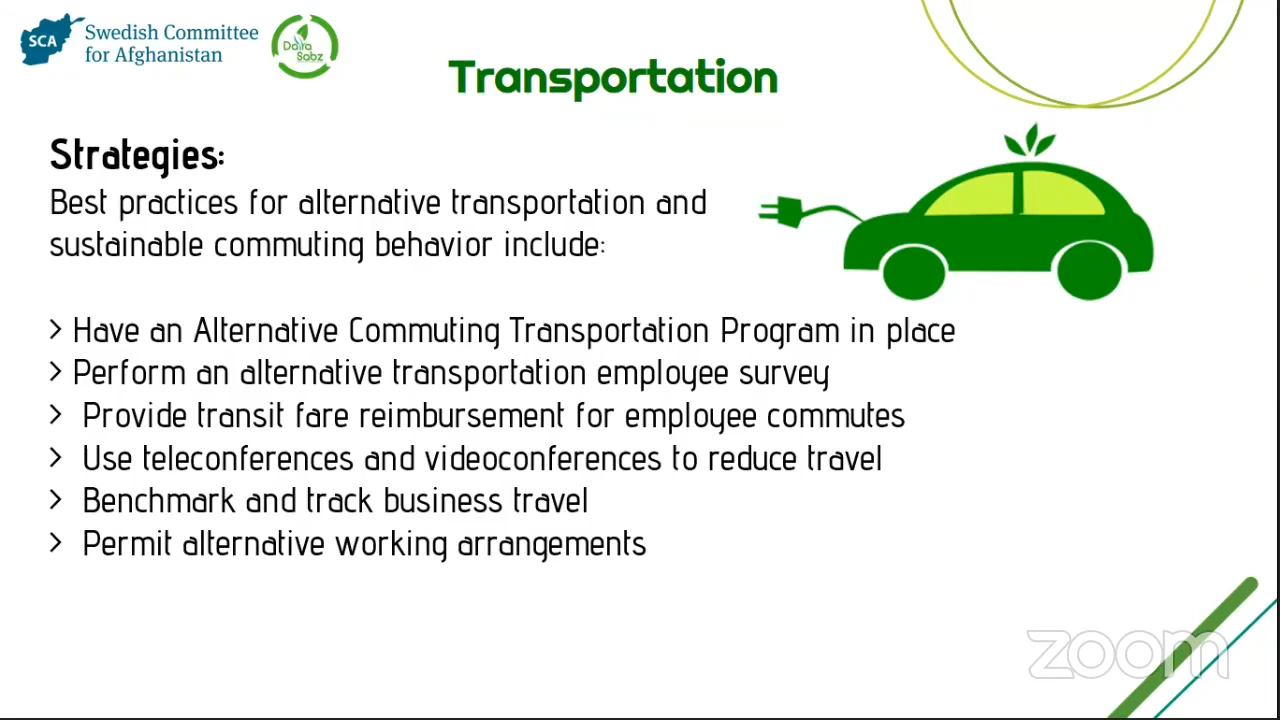 SCA
Swedish Committee
for Afghanistan
Daira
Sabz
Transportation
Strategies:
Best practices for alternative transportation and
sustainable commuting behavior include:
> Have an Alternative Commuting Transportation Program in place
> Perform an alternative transportation employee survey
> Provide transit fare reimbursement for employee commutes
> Use teleconferences and videoconferences to reduce travel
> Benchmark and track business travel
> Permit alternative working arrangements
zoom